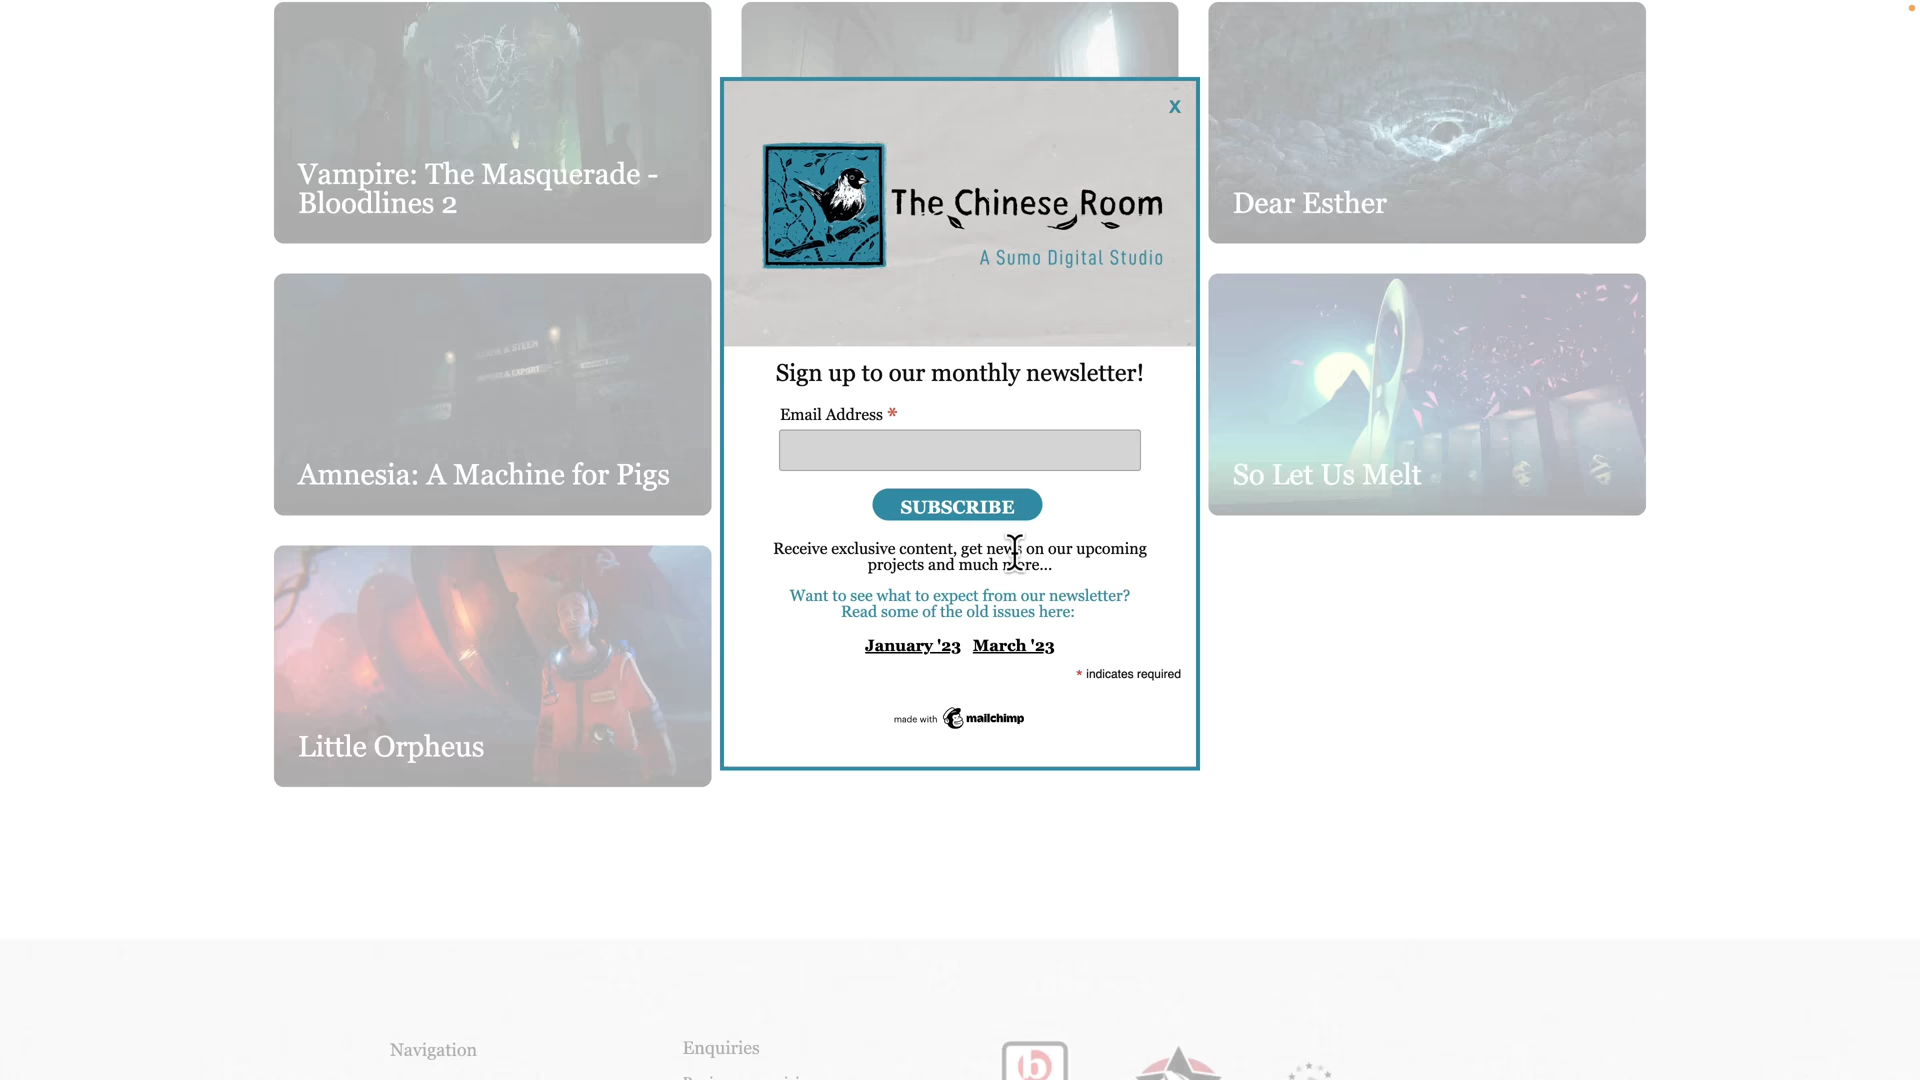 Vampire: The Masquerade -
Bloodlines 2
Dear Esther
X
The Chinese Room
A Sumo Digital Studio
Sign up to our monthly newsletter!
Email Address *
SUBSCRIBE
Receive exclusive content, get news on our upcoming
projects and much more...
Want to see what to expect from our newsletter?
Read some of the old issues here:
January '23 March '23
* indicates required
made with mailchimp
Amnesia: A Machine for Pigs
So Let Us Melt
Little Orpheus
Navigation
Enquiries
b